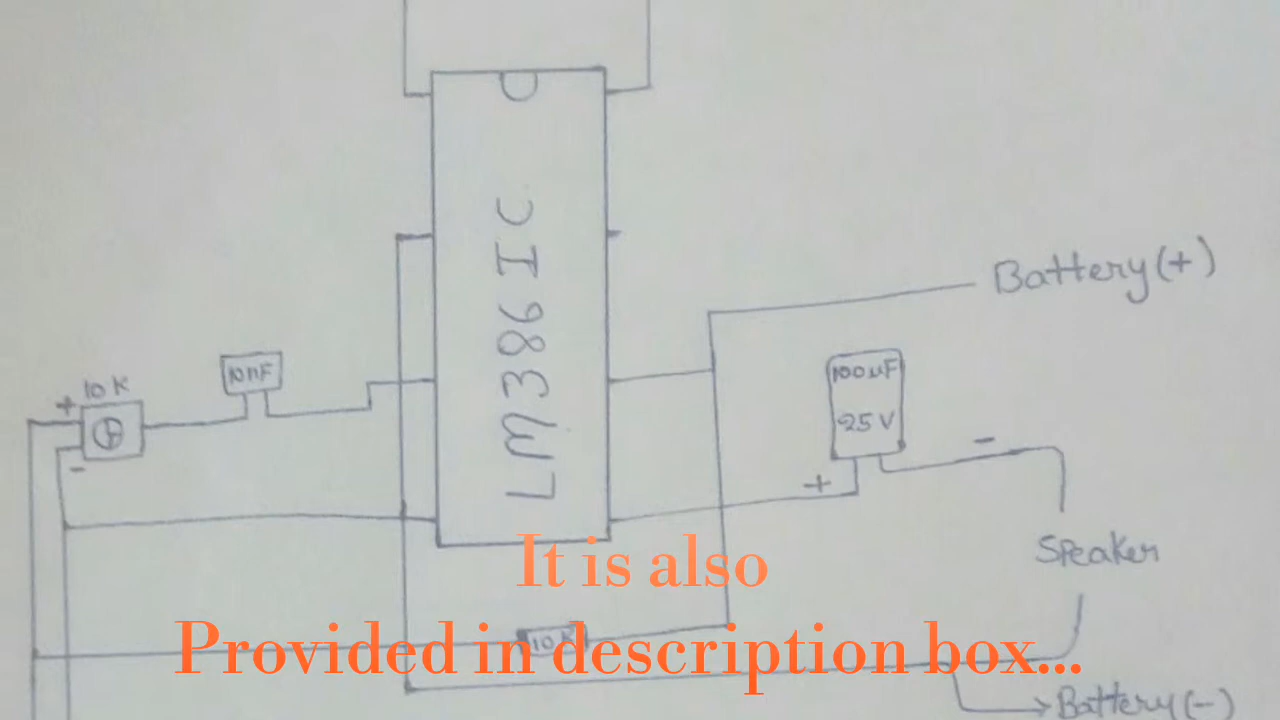 LM386 IC
Battery(+)
100uF
25V
10nF
+ 10K
-
-
+
Speaker
It is also
10K
Provided in description box...
Battery(-)